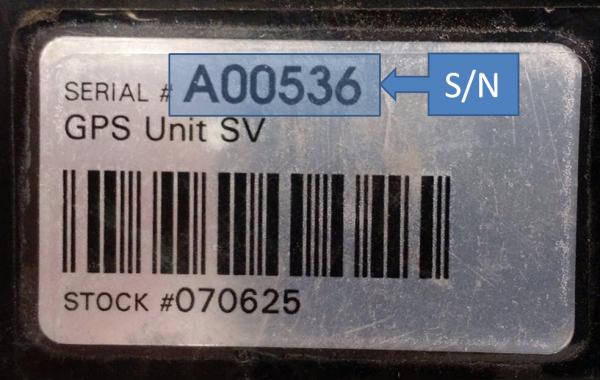 SERIAL # A00536 S/N
GPS Unit SV
STOCK #070625